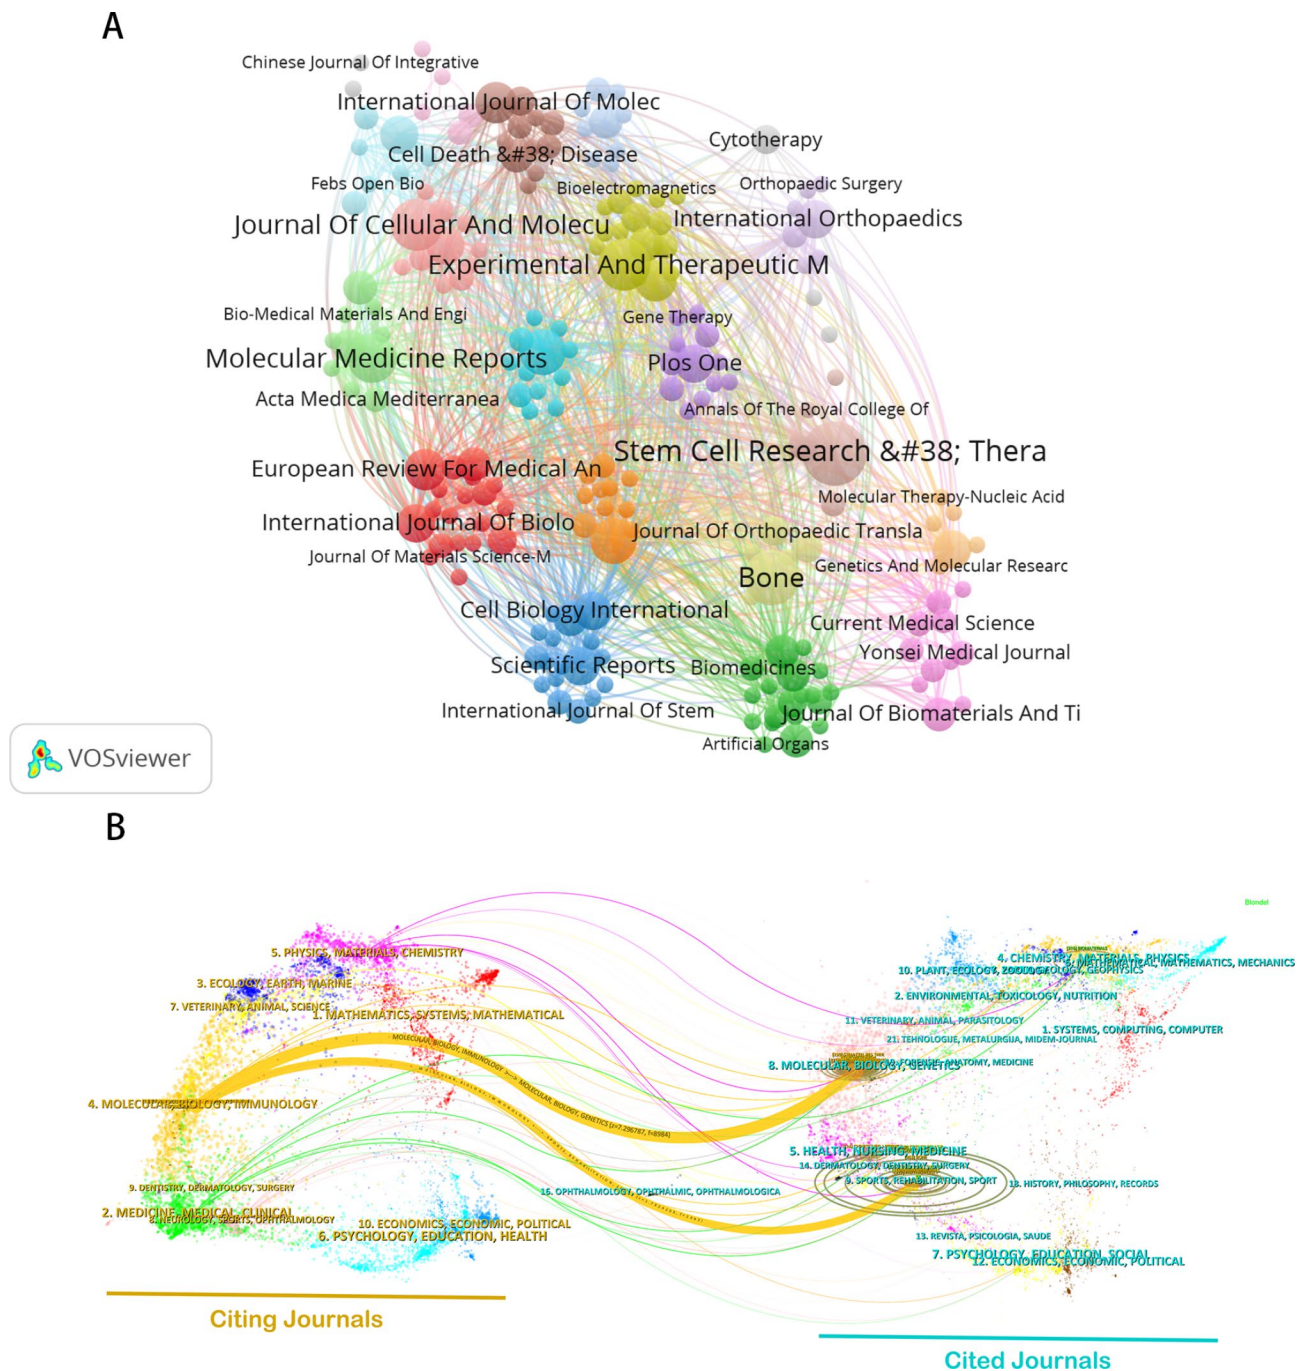 A
Chinese Journal Of Integrative
International Journal Of Molec
Cytotherapy
Cell Death &#38; Disease
Febs Open Bio
Bioelectromagnetics
Orthopaedic Surgery
Journal Of Cellular And Molecu
International Orthopaedics
Experimental And Therapeutic M
Bio-Medical Materials And Engi
Gene Therapy
Molecular Medicine Reports
Plos One
Acta Medica Mediterranea
Annals Of The Royal College Of
Stem Cell Research &#38; Thera
European Review For Medical An
Molecular Therapy-Nucleic Acid
International Journal Of Biolo
Journal Of Orthopaedic Transla
Journal Of Materials Science-M
Genetics And Molecular Researc
Bone
Cell Biology International
Current Medical Science
Yonsei Medical Journal
Scientific Reports
Biomedicines
International Journal Of Stem
Journal Of Biomaterials And Ti
Artificial Organs
VOSviewer
B
Blondel
5. PHYSICS, MATERIALS, CHEMISTRY
3. ECOLOGY, EARTH, MARINE
7. VETERINARY, ANIMAL, SCIENCE
1. MATHEMATICS, SYSTEMS, MATHEMATICAL
MOLECULAR, BIOLOGY, IMMUNOLOGY >---> MOLECULAR, BIOLOGY, GENETICS (z=7.296787, f=8984)
4. MOLECULAR, BIOLOGY, IMMUNOLOGY
9. DENTISTRY, DERMATOLOGY, SURGERY
2. MEDICINE, MEDICAL, CLINICAL
8. NEUROLOGY, SPORTS, OPHTHALMOLOGY
10. ECONOMICS, ECONOMIC, POLITICAL
6. PSYCHOLOGY, EDUCATION, HEALTH
4. CHEMISTRY, MATERIALS, PHYSICS
MATHEMATICAL, MATHEMATICS, MECHANICS
10. PLANT, ECOLOGY, ZOOLOGY
GEOPHYSICS
2. ENVIRONMENTAL, TOXICOLOGY, NUTRITION
11. VETERINARY, ANIMAL, PARASITOLOGY
1. SYSTEMS, COMPUTING, COMPUTER
21. TEHNOLOGIJE, METALURGIJA, MIDEM-JOURNAL
8. MOLECULAR, BIOLOGY, GENETICS
FORENSIC, ANATOMY, MEDICINE
5. HEALTH, NURSING, MEDICINE
14. DERMATOLOGY, DENTISTRY, SURGERY
9. SPORTS, REHABILITATION, SPORT
18. HISTORY, PHILOSOPHY, RECORDS
OPHTHALMOLOGY, OPHTHALMIC, OPHTHALMOLOGICA
13. REVISTA, PSICOLOGIA, SAUDE
7. PSYCHOLOGY, EDUCATION, SOCIAL
12. ECONOMICS, ECONOMIC, POLITICAL
Citing Journals
Cited Journals